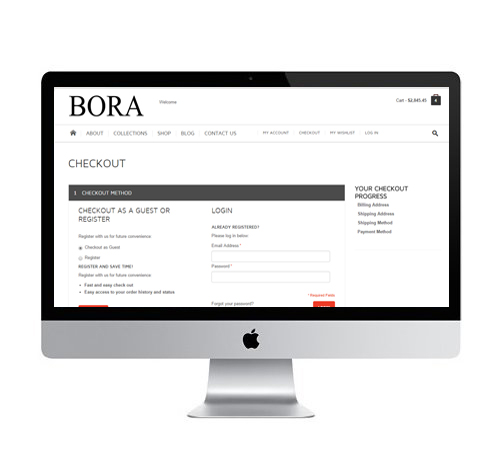 BORA
Welcome
Cart - $2,845.45 4
ABOUT COLLECTIONS SHOP BLOG CONTACT US MY ACCOUNT CHECKOUT MY WISHLIST LOG IN
CHECKOUT
1 CHECKOUT METHOD
CHECKOUT AS A GUEST OR
REGISTER
Register with us for future convenience
Checkout as Guest
Register
REGISTER AND SAVE TIME!
Register with us for future convenience
• Fast and easy check out
• Easy access to your order history and status
LOGIN
ALREADY REGISTERED?
Please log in below:
Email Address *
Password *
* Required Fields
Forgot your password?
YOUR CHECKOUT
PROGRESS
Billing Address
Shipping Address
Shipping Method
Payment Method